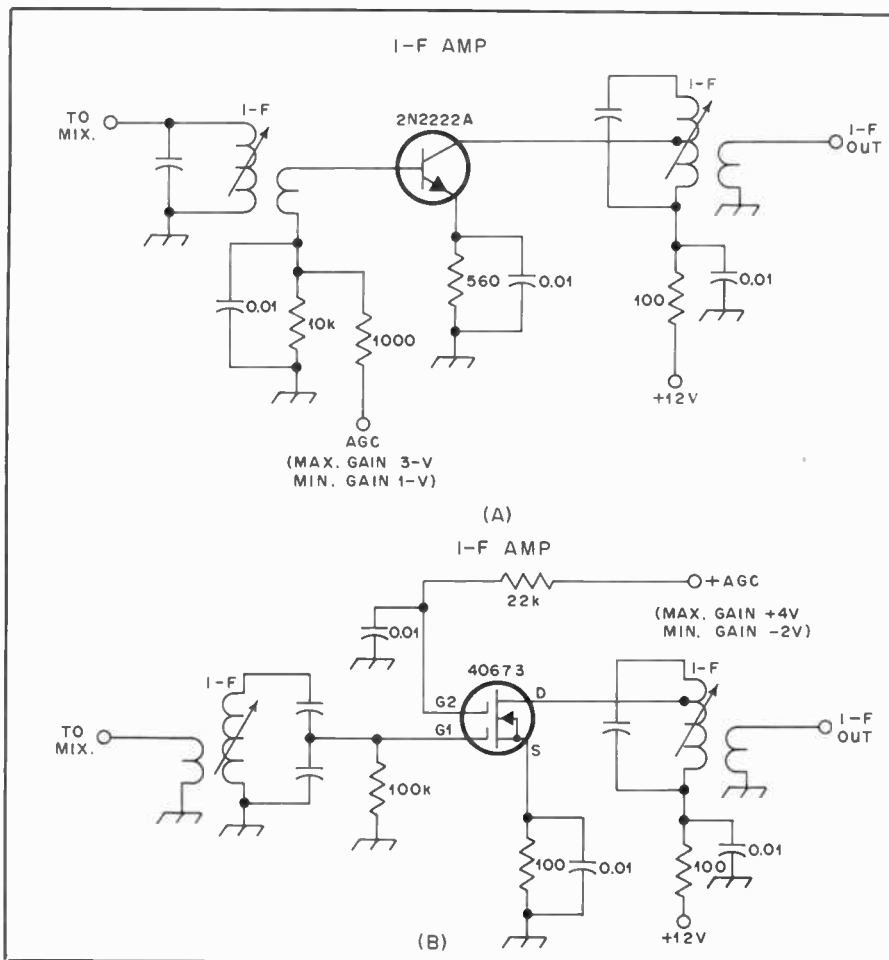 I-F AMP
TO
MIX.
I-F
2N2222A
I-F
I-F
OUT
0.01
10k
1000
560
0.01
100
0.01
+12V
AGC
(MAX. GAIN 3-V
MIN. GAIN 1-V)
(A)
I-F AMP
22k
+AGC
(MAX. GAIN +4V
MIN. GAIN -2V)
0.01
40673
I-F
G2
D
TO
MIX.
I-F
G1
S
I-F
OUT
100k
100
0.01
100
0.01
+12V
(B)